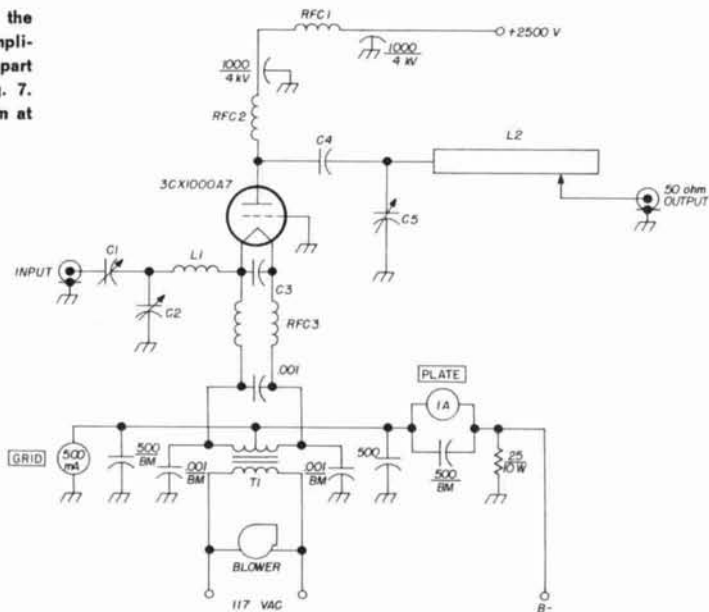 the
mpli-
part
g. 7.
n at
RFC1
+2500 V
1000
4 kV
1000
4 kV
RFC2
C4
L2
3CX1000A7
50 ohm
OUTPUT
C5
C1
L1
INPUT
C3
C2
RFC3
.001
PLATE
1A
GRID
500
mA
500
BM
.001
BM
T1
.001
BM
500
500
BM
25
10W
BLOWER
117 VAC
B-